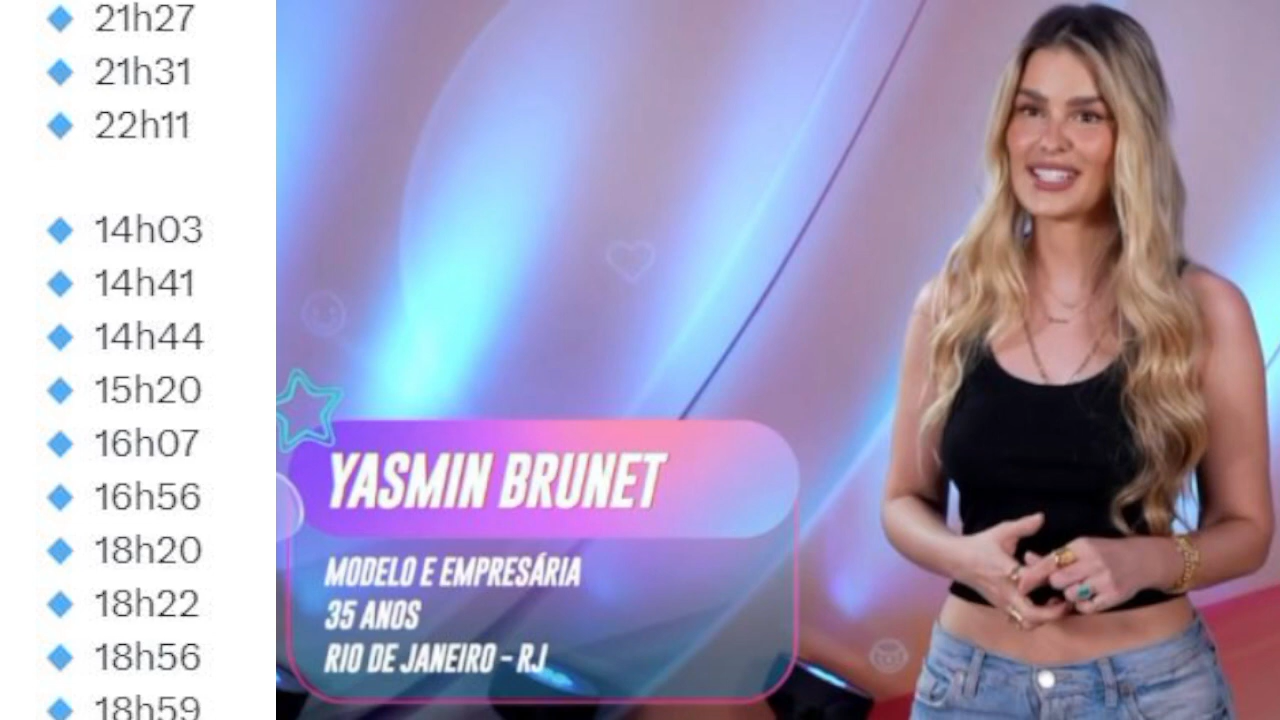 21h27
21h31
22h11
14h03
14h41
14h44
15h20
16h07
16h56
18h20
18h22
18h56
18h59
YASMIN BRUNET
MODELO E EMPRESÁRIA
35 ANOS
RIO DE JANEIRO - RJ